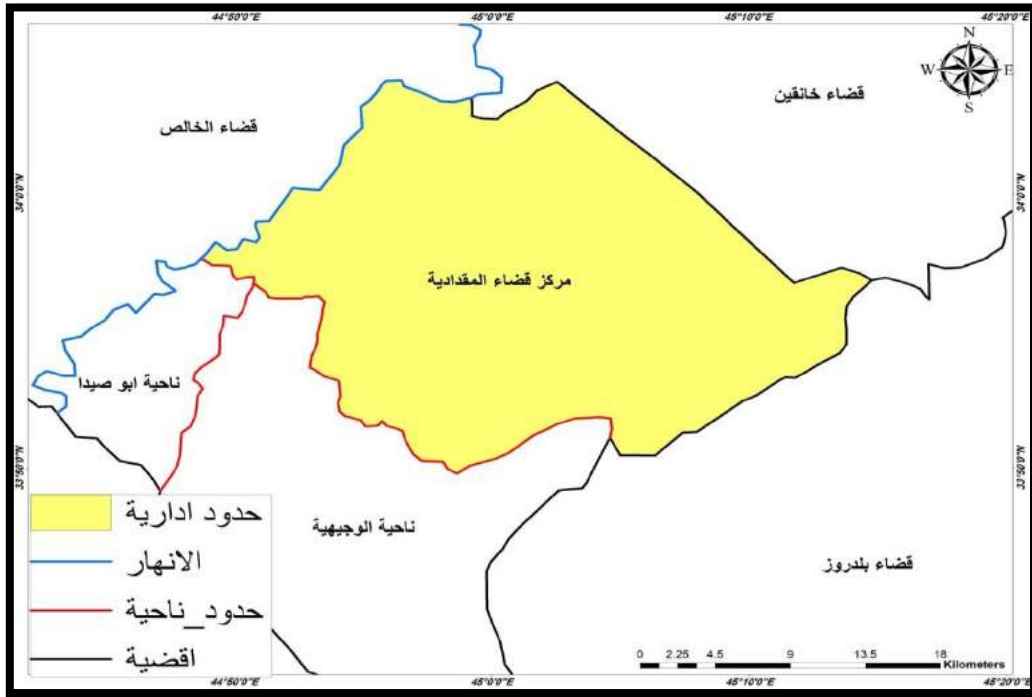 44°50'0"E
45°0'0"E
45°10'0"E
45°20'0"E
N
W
E
S
قضاء خانقين
قضاء الخالص
34°0'0"N
34°0'0"N
مركز قضاء المقدادية
ناحية ابو صيدا
33°50'0"N
33°50'0"N
حدود ادارية
ناحية الوجيهية
الانهار
قضاء بلدروز
حدود_ناحية
اقضية
0 2.25 4.5 9 13.5 18
Kilometers
44°50'0"E
45°0'0"E
45°10'0"E
45°20'0"E